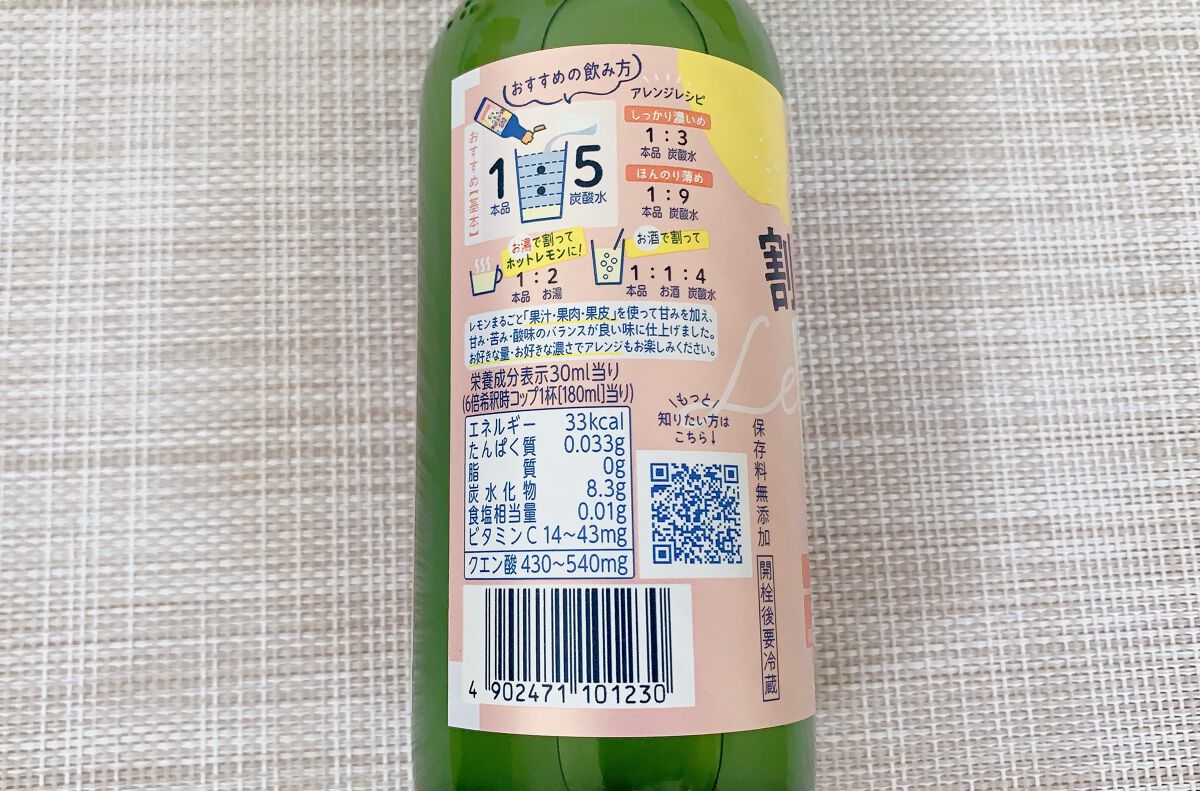 おすすめの飲み方
おすすめ【基本】
1 : 5
本品 炭酸水
アレンジレシピ
しっかり濃いめ
1:3
本品 炭酸水
ほんのり薄め
1:9
本品 炭酸水
お湯で割って
ホットレモンに!
1:2
本品 お湯
お酒で割って
1:1:4
本品 お酒 炭酸水
レモンまるごと「果汁・果肉・果皮」を使って甘みを加え、
甘み・苦み・酸味のバランスが良い味に仕上げました。
お好きな量・お好きな濃さでアレンジもお楽しみください。
栄養成分表示30ml当り
(6倍希釈時コップ1杯[180ml]当り)
エネルギー 33kcal
たんぱく質 0.033g
脂質 0g
炭水化物 8.3g
食塩相当量 0.01g
ビタミンC 14〜43mg
クエン酸 430〜540mg
もっと
知りたい方は
こちら↓
4 902471 101230
割
Le
保存料無添加
開栓後要冷蔵